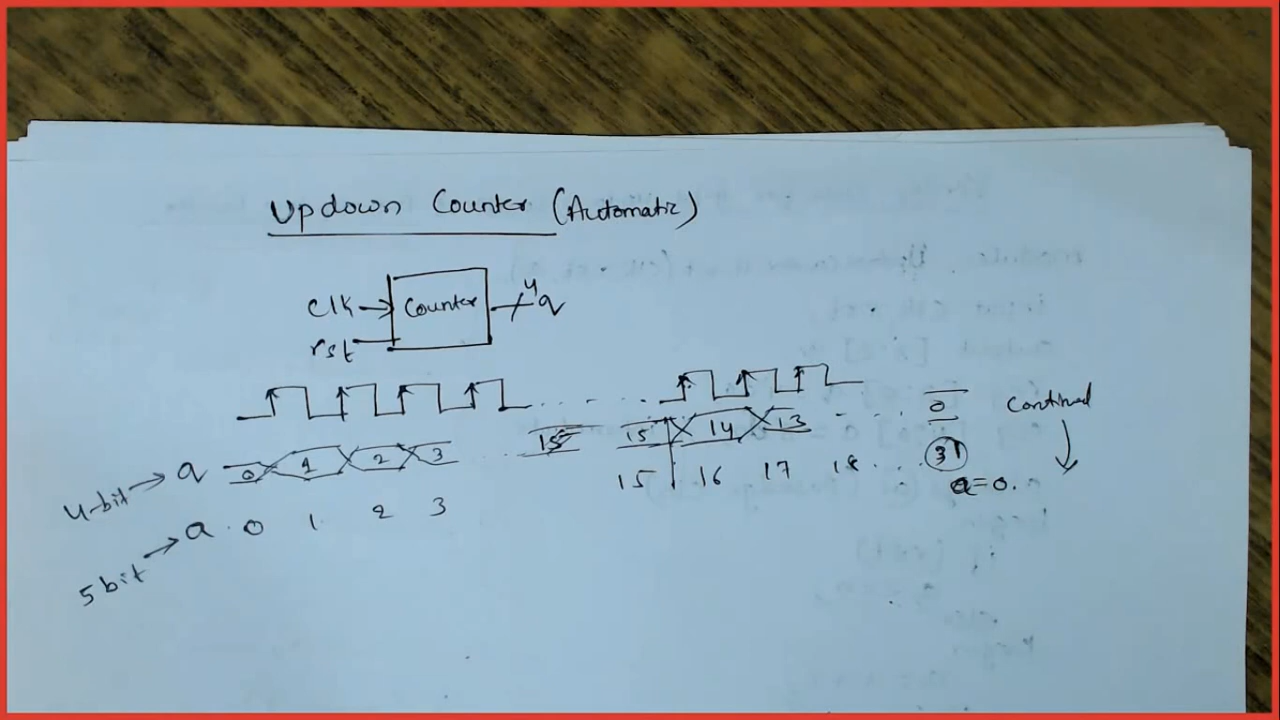 Updown Counter (Automatic)
Clk Counter 4 q
rst
Continued
4-bit → q 0 1 2 3 15 15 14 13 0
15 16 17 18 31
a=0.
5 bit → a 0 1 2 3